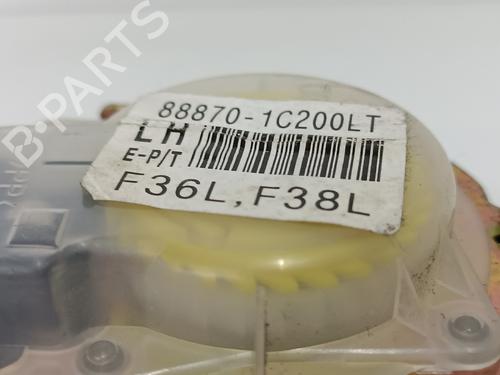 B-PARTS
88870-1C200LT
LH
E-P/T
F36L, F38L